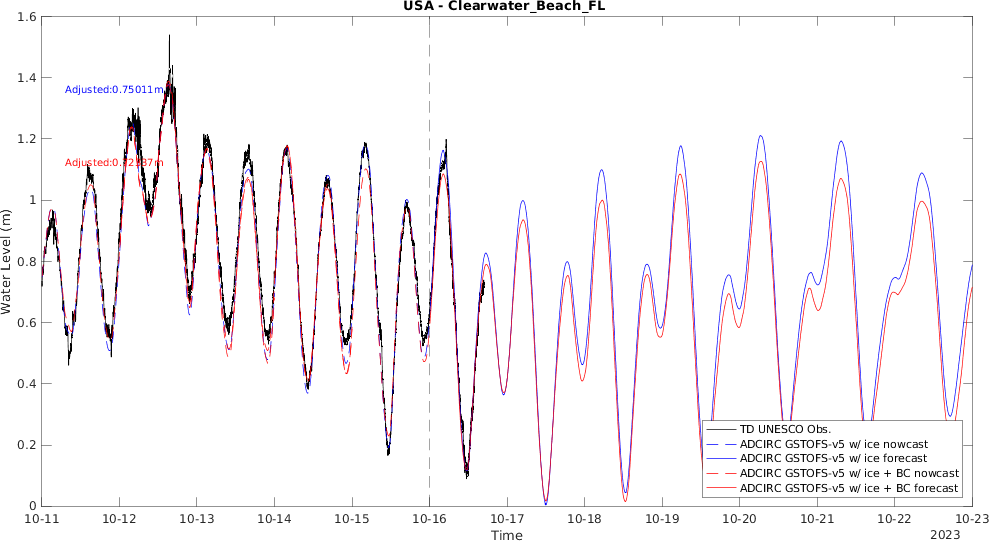 USA - Clearwater_Beach_FL
1.6
1.4
1.2
1
0.8
0.6
0.4
0.2
0
Water Level (m)
Adjusted:0.75011m
TD UNESCO Obs.
ADCIRC GSTOFS-v5 w/ ice nowcast
ADCIRC GSTOFS-v5 w/ ice forecast
ADCIRC GSTOFS-v5 w/ ice + BC nowcast
ADCIRC GSTOFS-v5 w/ ice + BC forecast
10-11 10-12 10-13 10-14 10-15 10-16 10-17 10-18 10-19 10-20 10-21 10-22 10-23
Time
2023